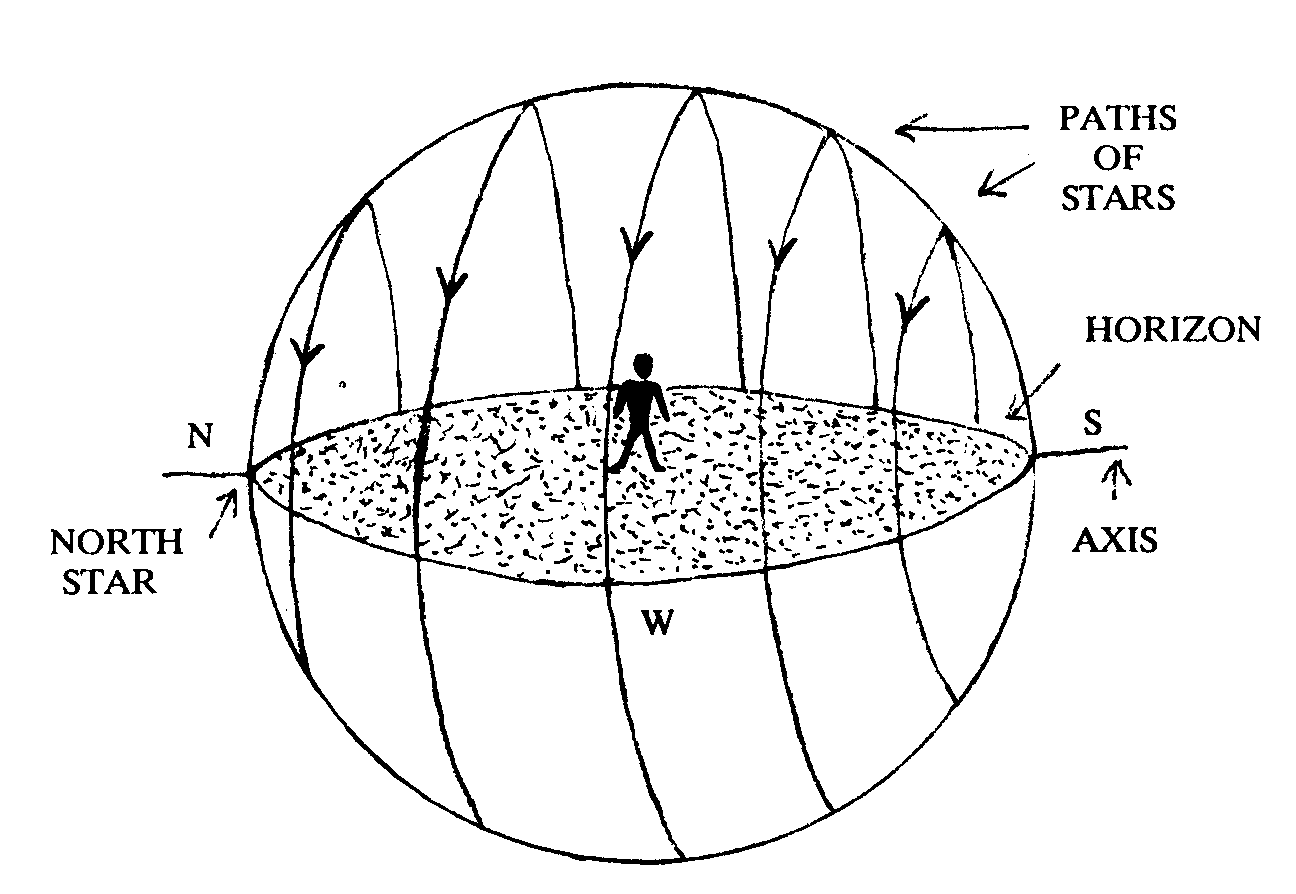 PATHS
OF
STARS
HORIZON
N
S
NORTH
STAR
AXIS
W